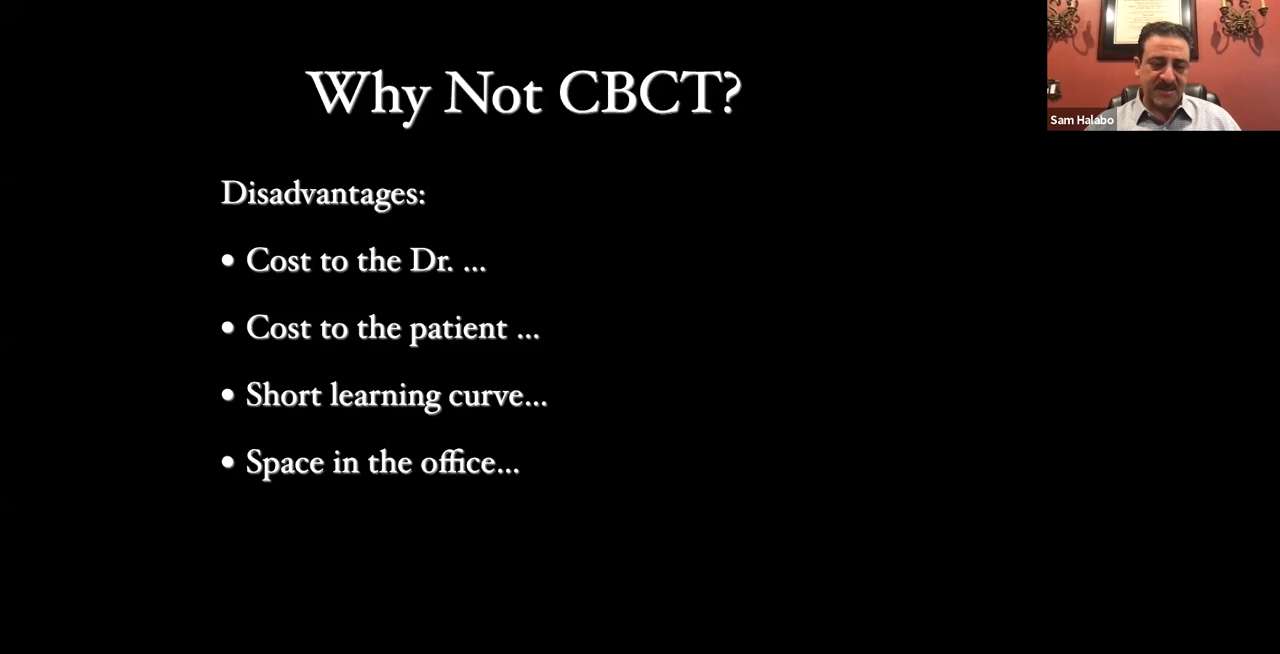 Why Not CBCT?
Sam Halabo
Disadvantages:
• Cost to the Dr. ...
• Cost to the patient ...
• Short learning curve...
• Space in the office...